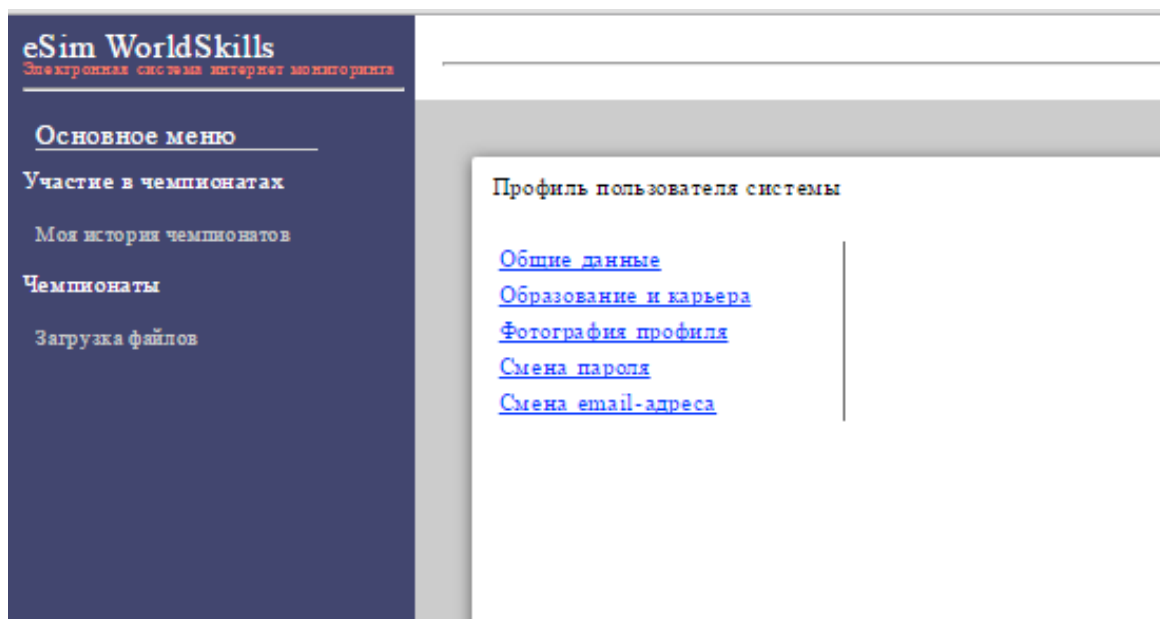 eSim WorldSkills
Электронная система интернет мониторинга
Основное меню
Участие в чемпионатах
Моя история чемпионатов
Чемпионаты
Загрузка файлов
Профиль пользователя системы
Общие данные
Образование и карьера
Фотография профиля
Смена пароля
Смена email-адреса